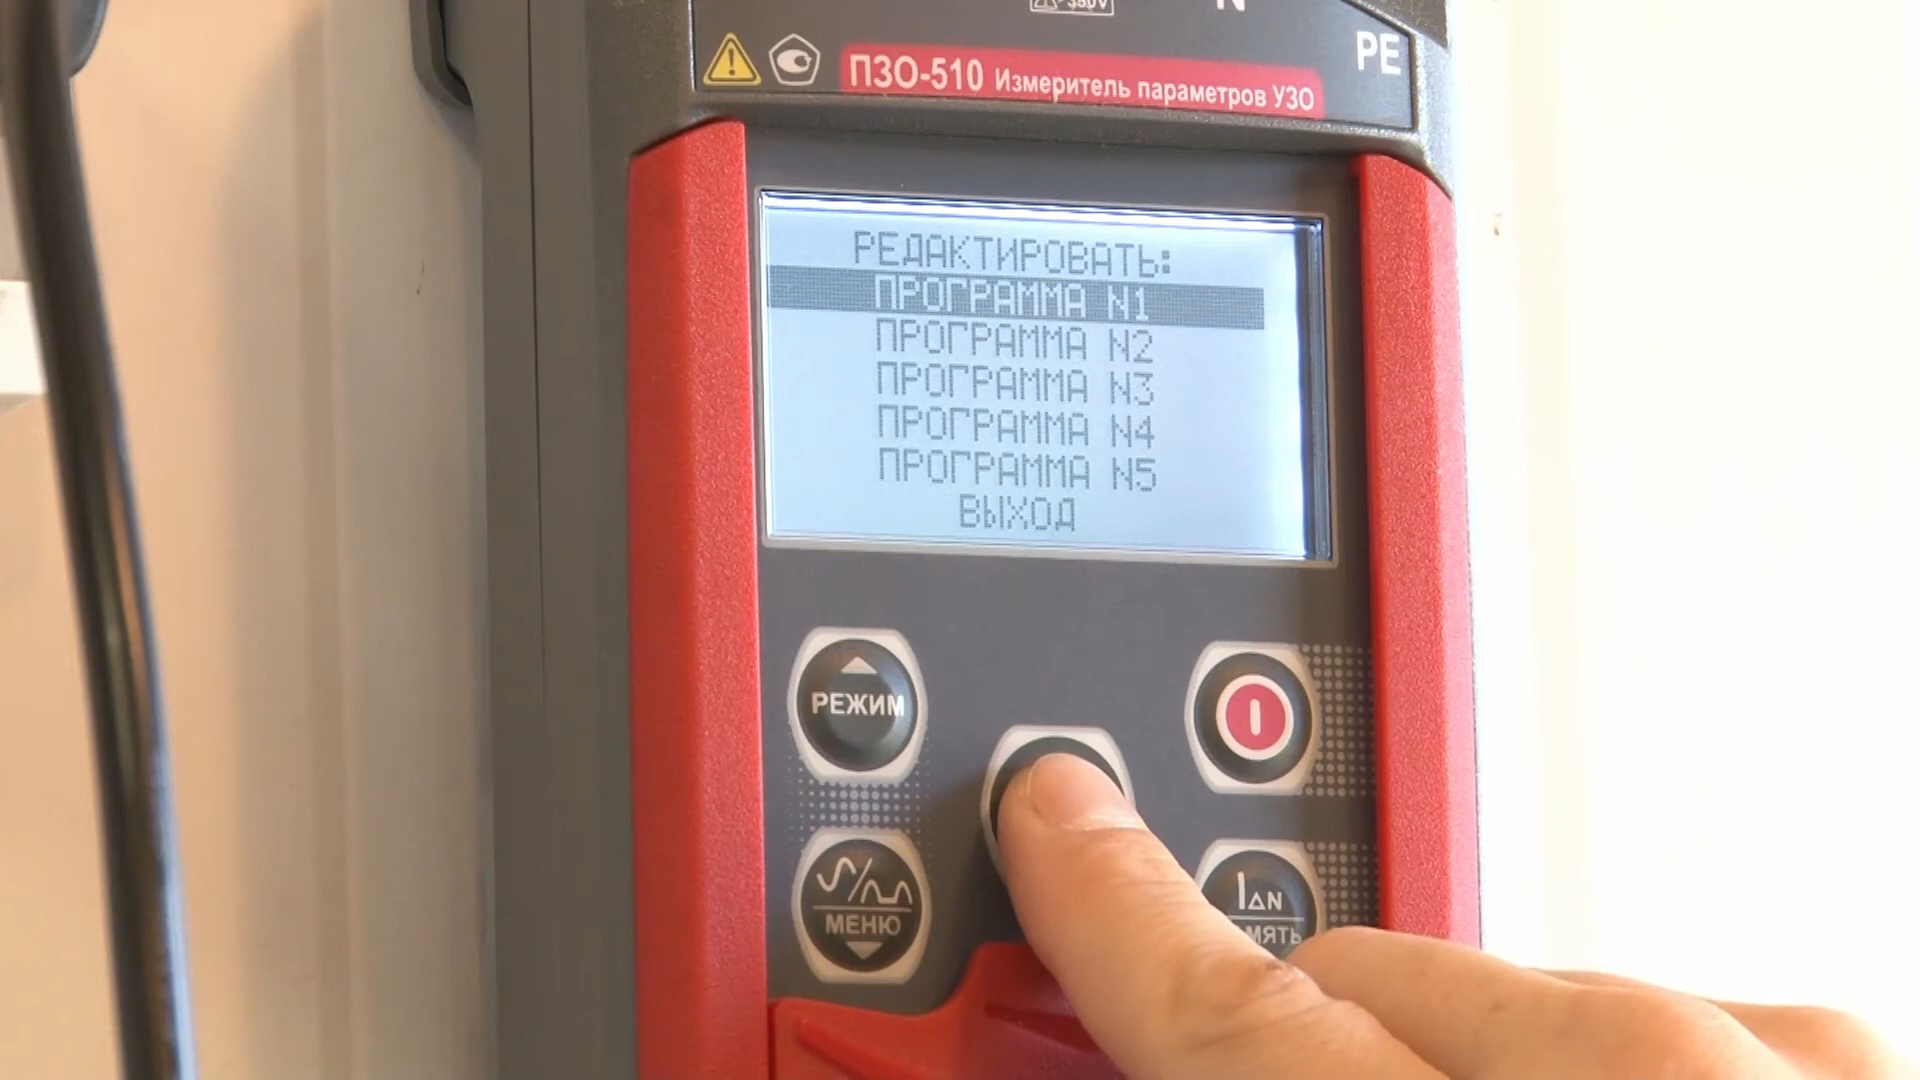 N
PE
ПЗО-510 Измеритель параметров УЗО
РЕДАКТИРОВАТЬ:
ПРОГРАММА N1
ПРОГРАММА N2
ПРОГРАММА N3
ПРОГРАММА N4
ПРОГРАММА N5
ВЫХОД
РЕЖИМ
МЕНЮ
I∆N